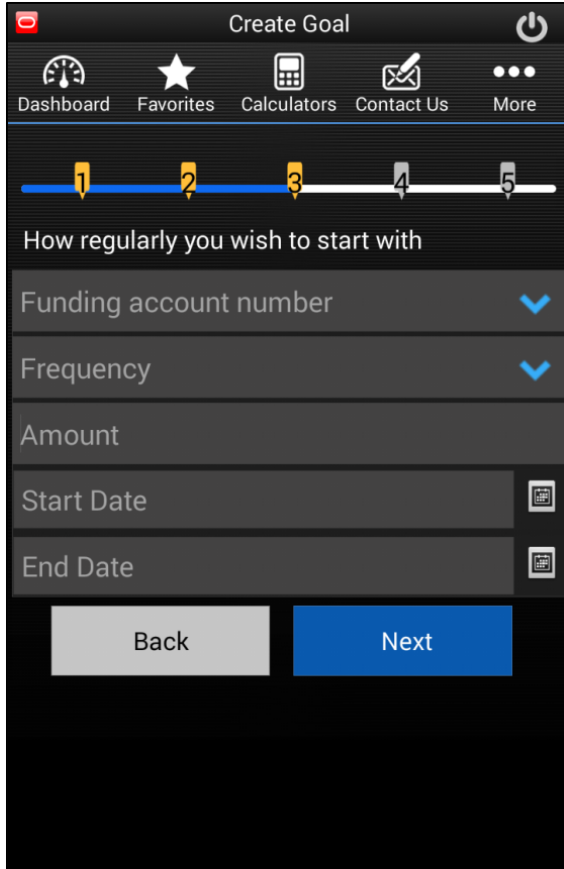 Create Goal
Dashboard Favorites Calculators Contact Us More
1 2 3 4 5
How regularly you wish to start with
Funding account number
Frequency
Amount
Start Date
End Date
Back Next